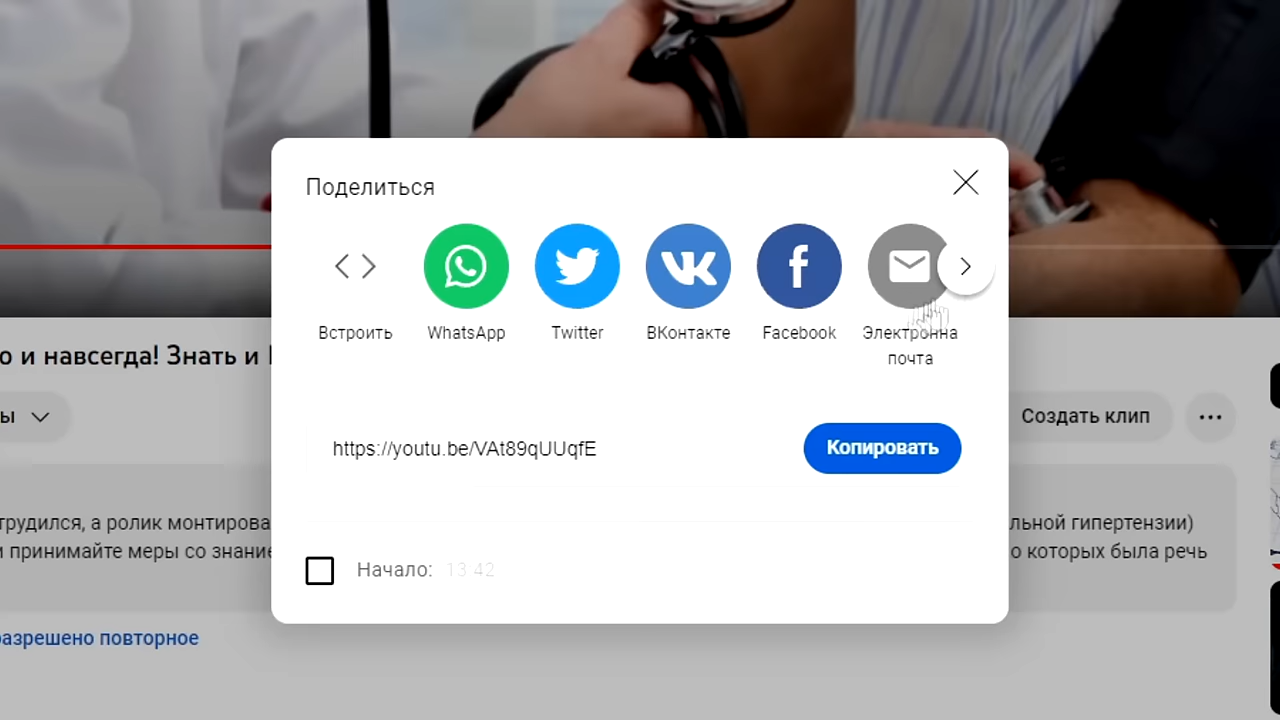 Поделиться
Встроить
WhatsApp
Twitter
ВКонтакте
Facebook
Электронна
почта
о и навсегда! Знать и
ы
Создать клип
https://youtu.be/VAt89qUUqfE
Копировать
трудился, а ролик монтирова
льной гипертензии)
и принимайте меры со знание
о которых была речь
Начало: 13:42
разрешено повторное